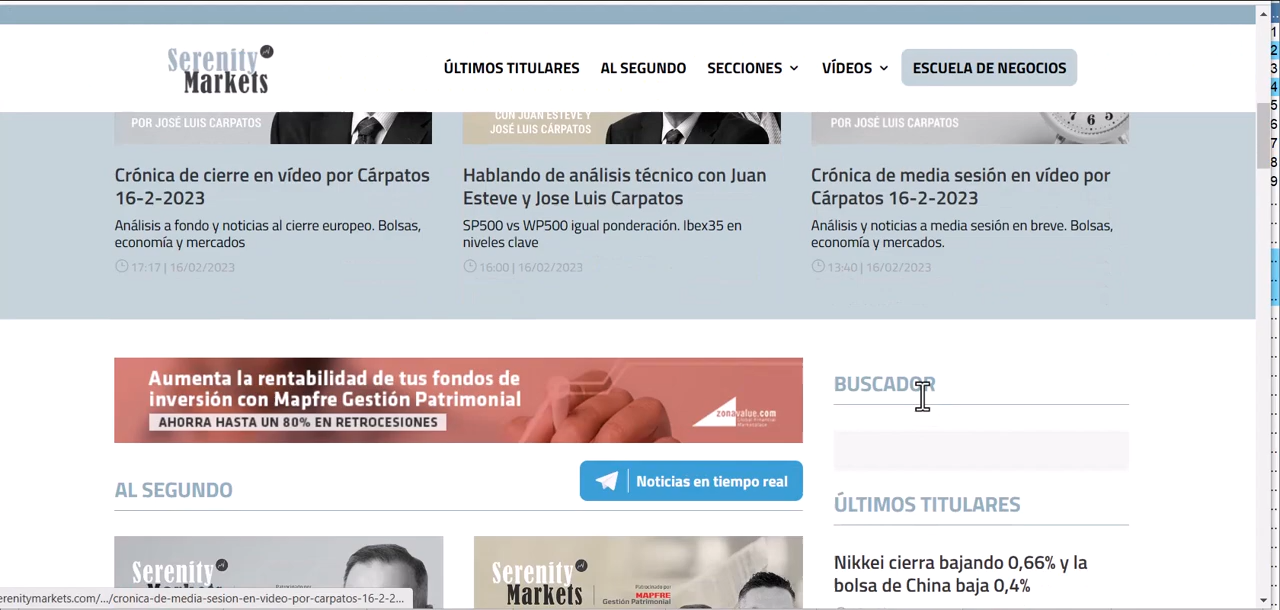 Serenity
Markets
ÚLTIMOS TITULARES
AL SEGUNDO
SECCIONES
VÍDEOS
ESCUELA DE NEGOCIOS
POR JOSÉ LUIS CARPATOS
CON JUAN ESTEVE Y
JOSÉ LUIS CÁRPATOS
POR JOSÉ LUIS CARPATOS
Crónica de cierre en vídeo por Cárpatos
16-2-2023
Análisis a fondo y noticias al cierre europeo. Bolsas,
economía y mercados
17:17 | 16/02/2023
Hablando de análisis técnico con Juan
Esteve y Jose Luis Carpatos
SP500 vs WP500 igual ponderación. Ibex35 en
niveles clave
16:00 | 16/02/2023
Crónica de media sesión en vídeo por
Cárpatos 16-2-2023
Análisis y noticias a media sesión en breve. Bolsas,
economía y mercados.
13:40 | 16/02/2023
Aumenta la rentabilidad de tus fondos de
inversión con Mapfre Gestión Patrimonial
AHORRA HASTA UN 80% EN RETROCESIONES
zonavalue.com
BUSCADOR
AL SEGUNDO
Noticias en tiempo real
ÚLTIMOS TITULARES
Nikkei cierra bajando 0,66% y la
bolsa de China baja 0,4%
Serenity
Markets
Serenity
Markets
MAPFRE
Gestión Patrimonial
erenitymarkets.com/.../cronica-de-media-sesion-en-video-por-carpatos-16-2-2...
1
2
3
4
5
6
7
8
9